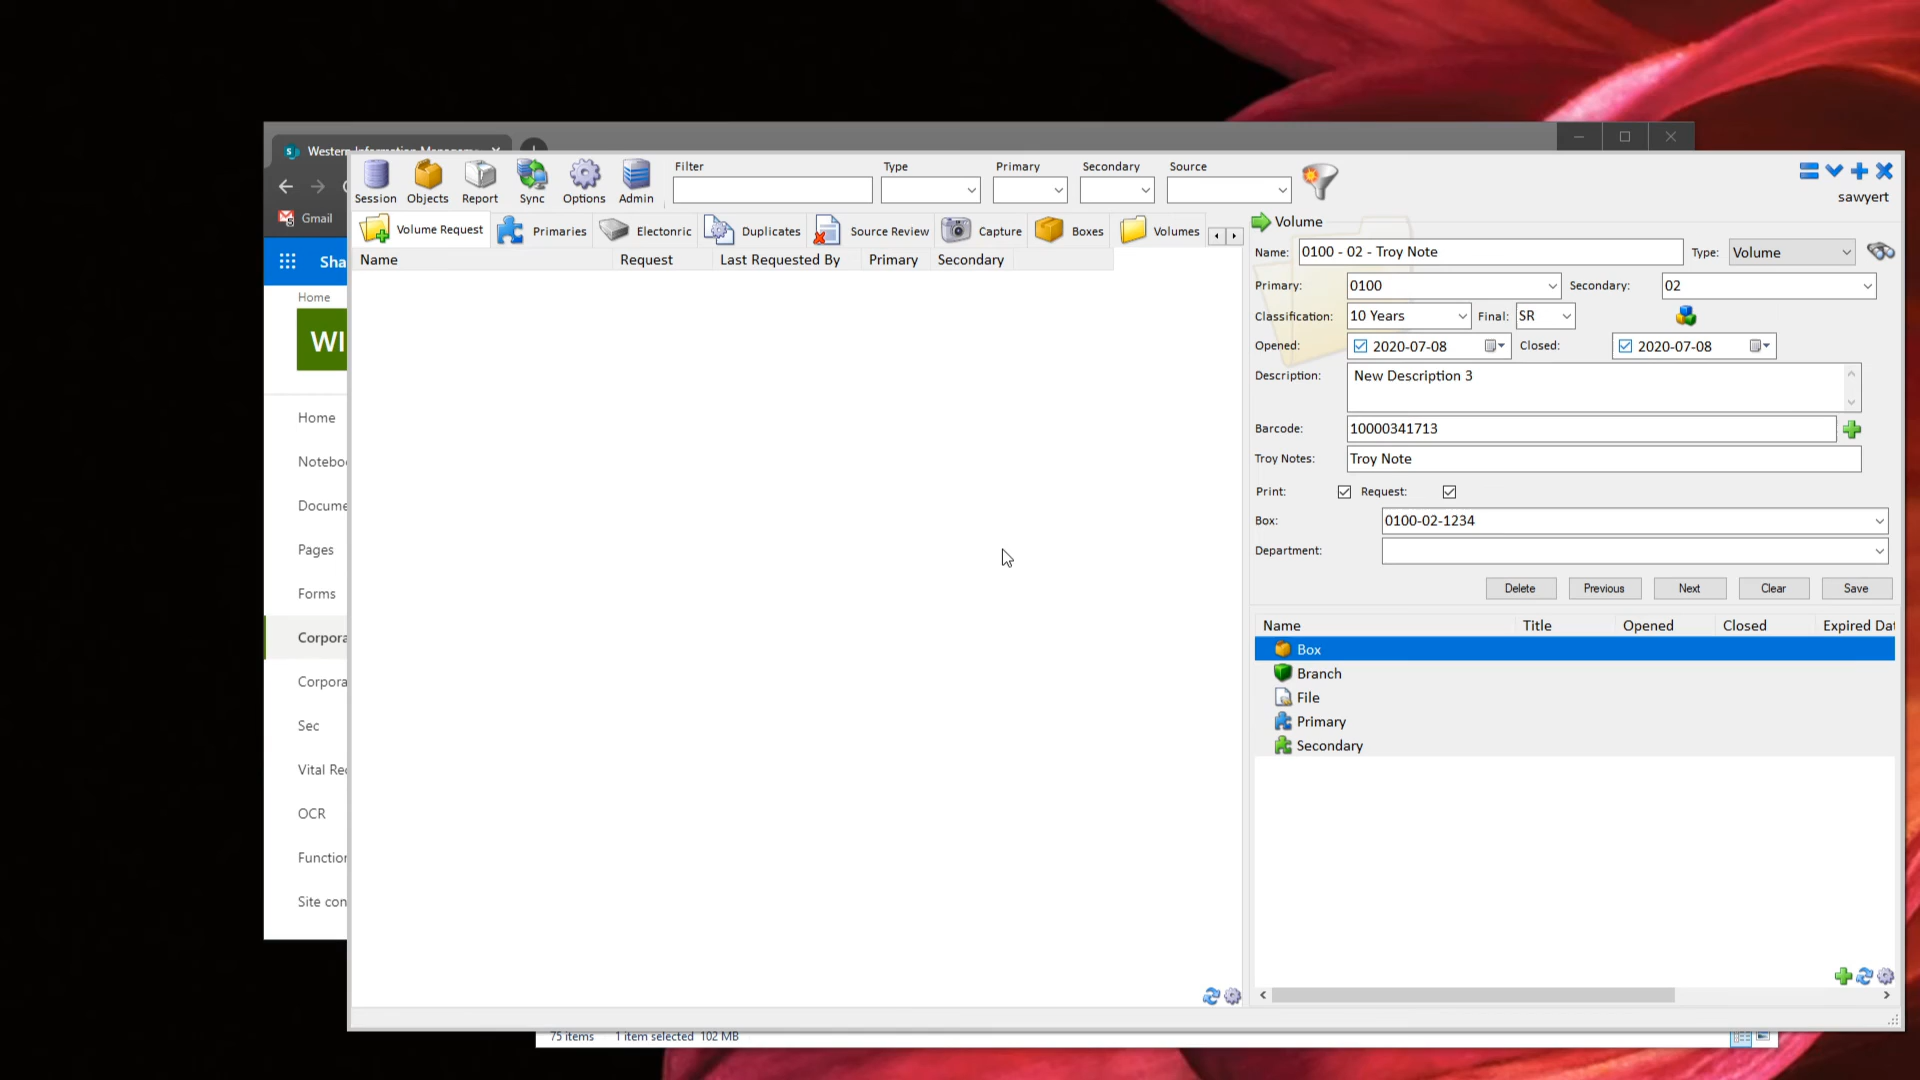 Western Information Manageme
Gmail
Sha
Home
WI
Home
Notebo
Docume
Pages
Forms
Corpora
Corpora
Sec
Vital Rec
OCR
Function
Site con
Session Objects Report Sync Options Admin
Filter Type Primary Secondary Source
sawyert
Volume Request Primaries Electonric Duplicates Source Review Capture Boxes Volumes
Name Request Last Requested By Primary Secondary
Volume
Name: 0100 - 02 - Troy Note Type: Volume
Primary: 0100 Secondary: 02
Classification: 10 Years Final: SR
Opened: 2020-07-08 Closed: 2020-07-08
Description: New Description 3
Barcode: 10000341713
Troy Notes: Troy Note
Print: Request:
Box: 0100-02-1234
Department:
Delete Previous Next Clear Save
Name Title Opened Closed Expired Dat
Box
Branch
File
Primary
Secondary
75 items 1 item selected 102 MB